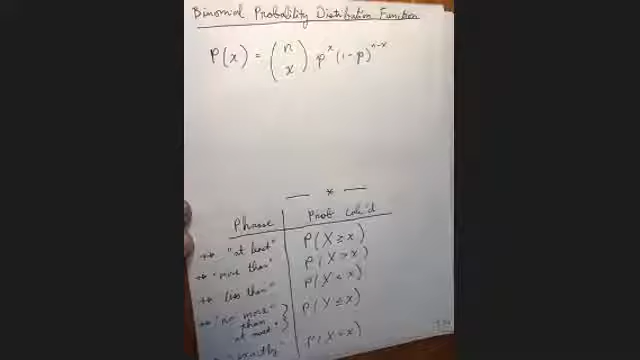 Binomial Probability Distribution Function
P(x) = (n x) p^x (1-p)^n-x
— * —
Phrase Prob calc'd
** "at least" P(X ≥ x)
** "more than" P(X > x)
** "less than" P(X < x)
** "no more than" P(X ≤ x)
at most"
"exactly" P(X = x)